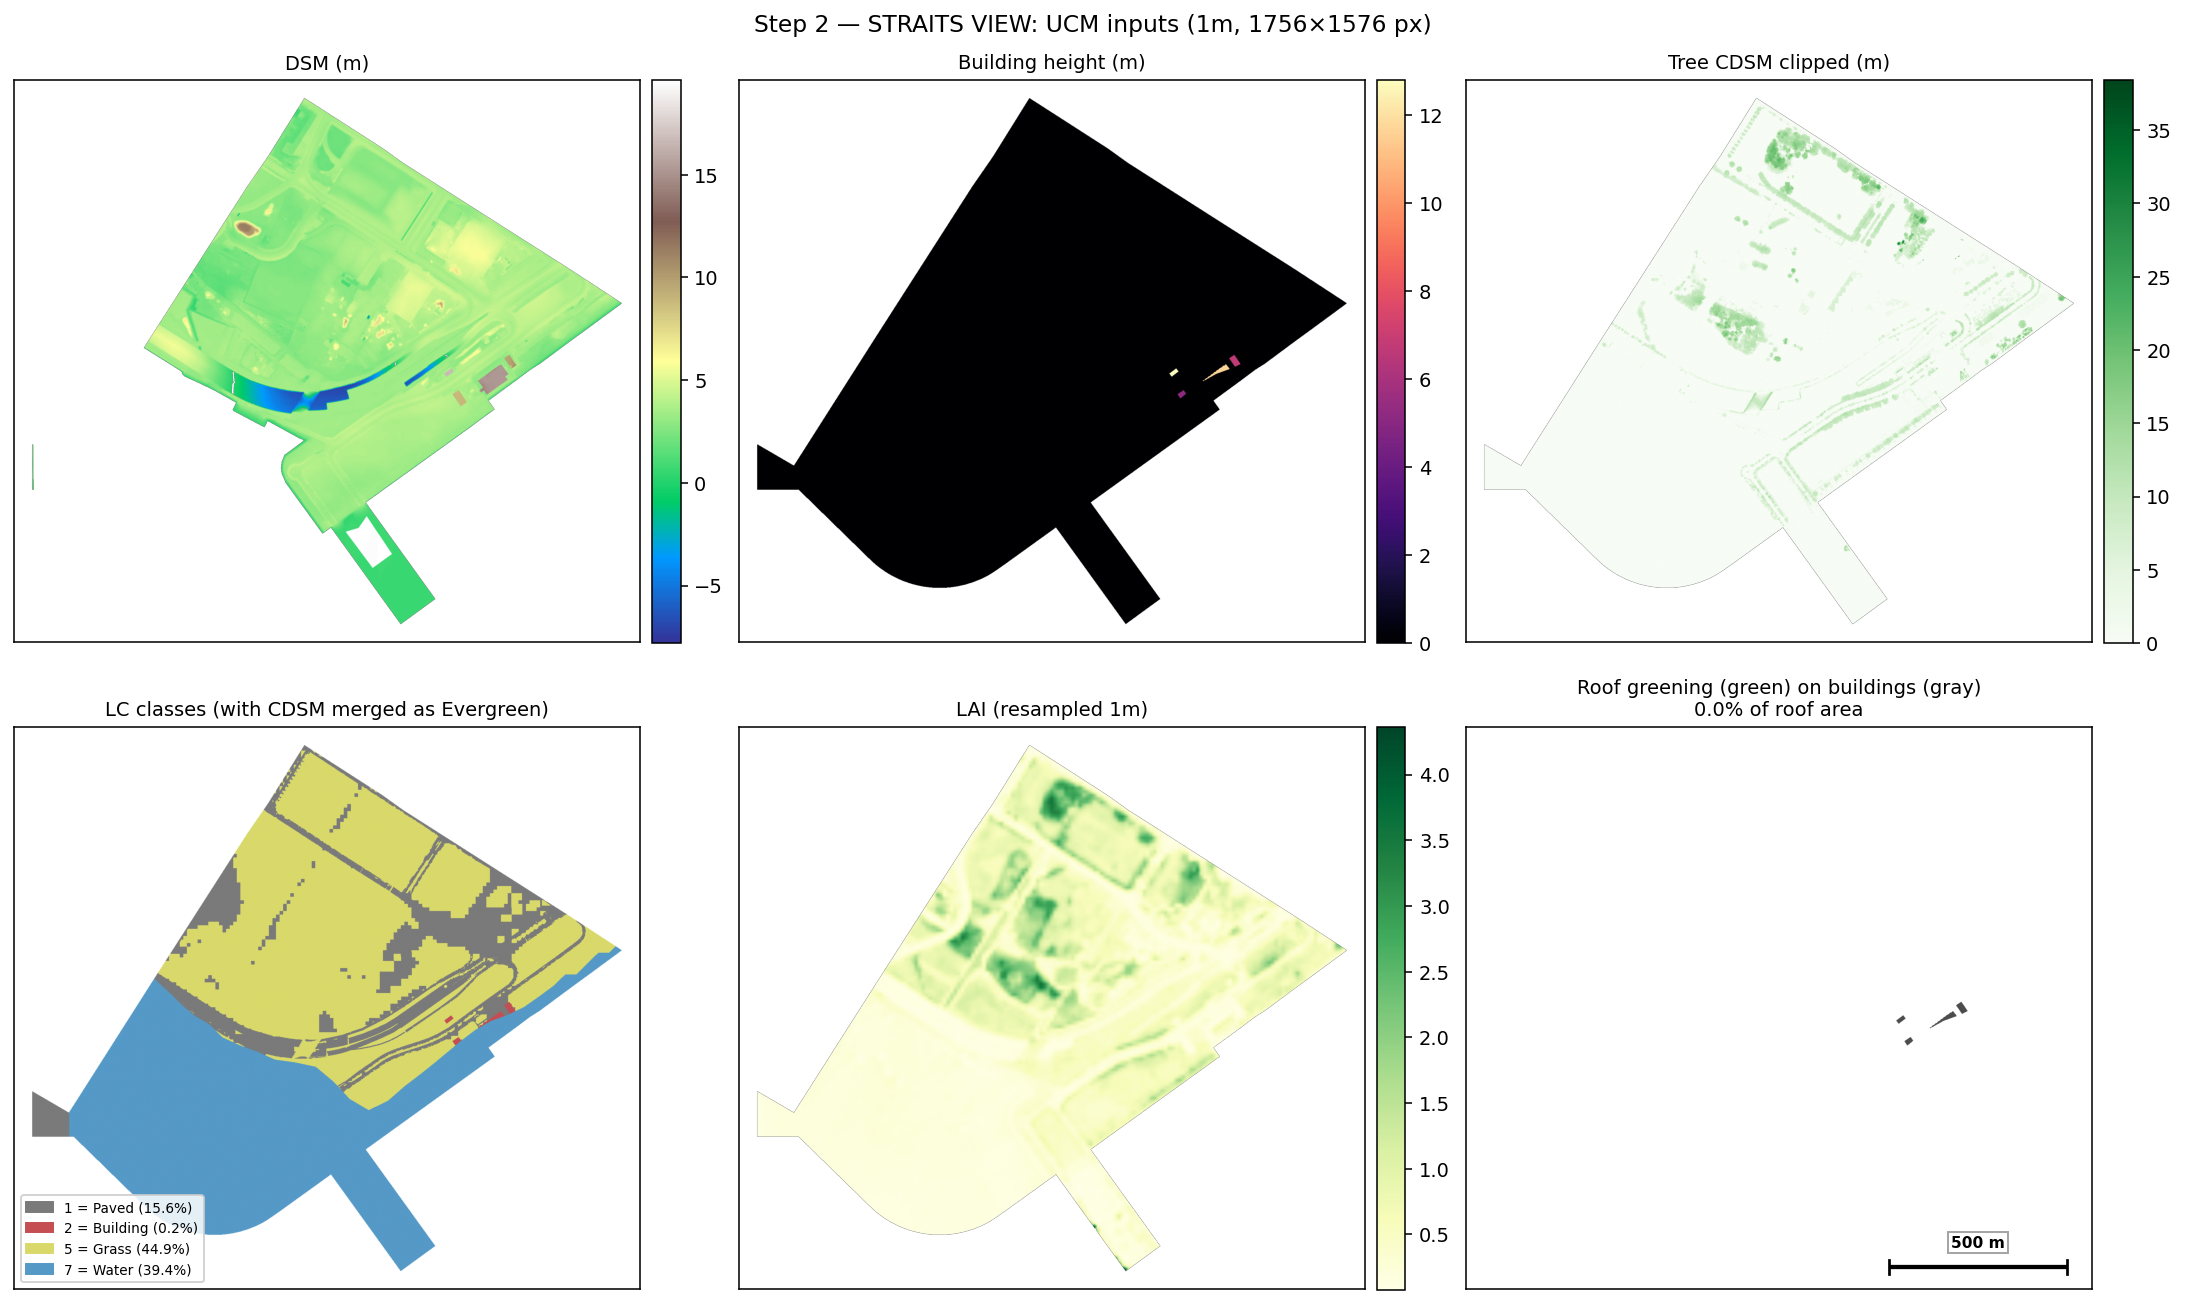 Step 2 — STRAITS VIEW: UCM inputs (1m, 1756×1576 px)
DSM (m)
15
10
5
0
−5
Building height (m)
12
10
8
6
4
2
0
Tree CDSM clipped (m)
35
30
25
20
15
10
5
0
LC classes (with CDSM merged as Evergreen)
1 = Paved (15.6%)
2 = Building (0.2%)
5 = Grass (44.9%)
7 = Water (39.4%)
LAI (resampled 1m)
4.0
3.5
3.0
2.5
2.0
1.5
1.0
0.5
Roof greening (green) on buildings (gray)
0.0% of roof area
500 m